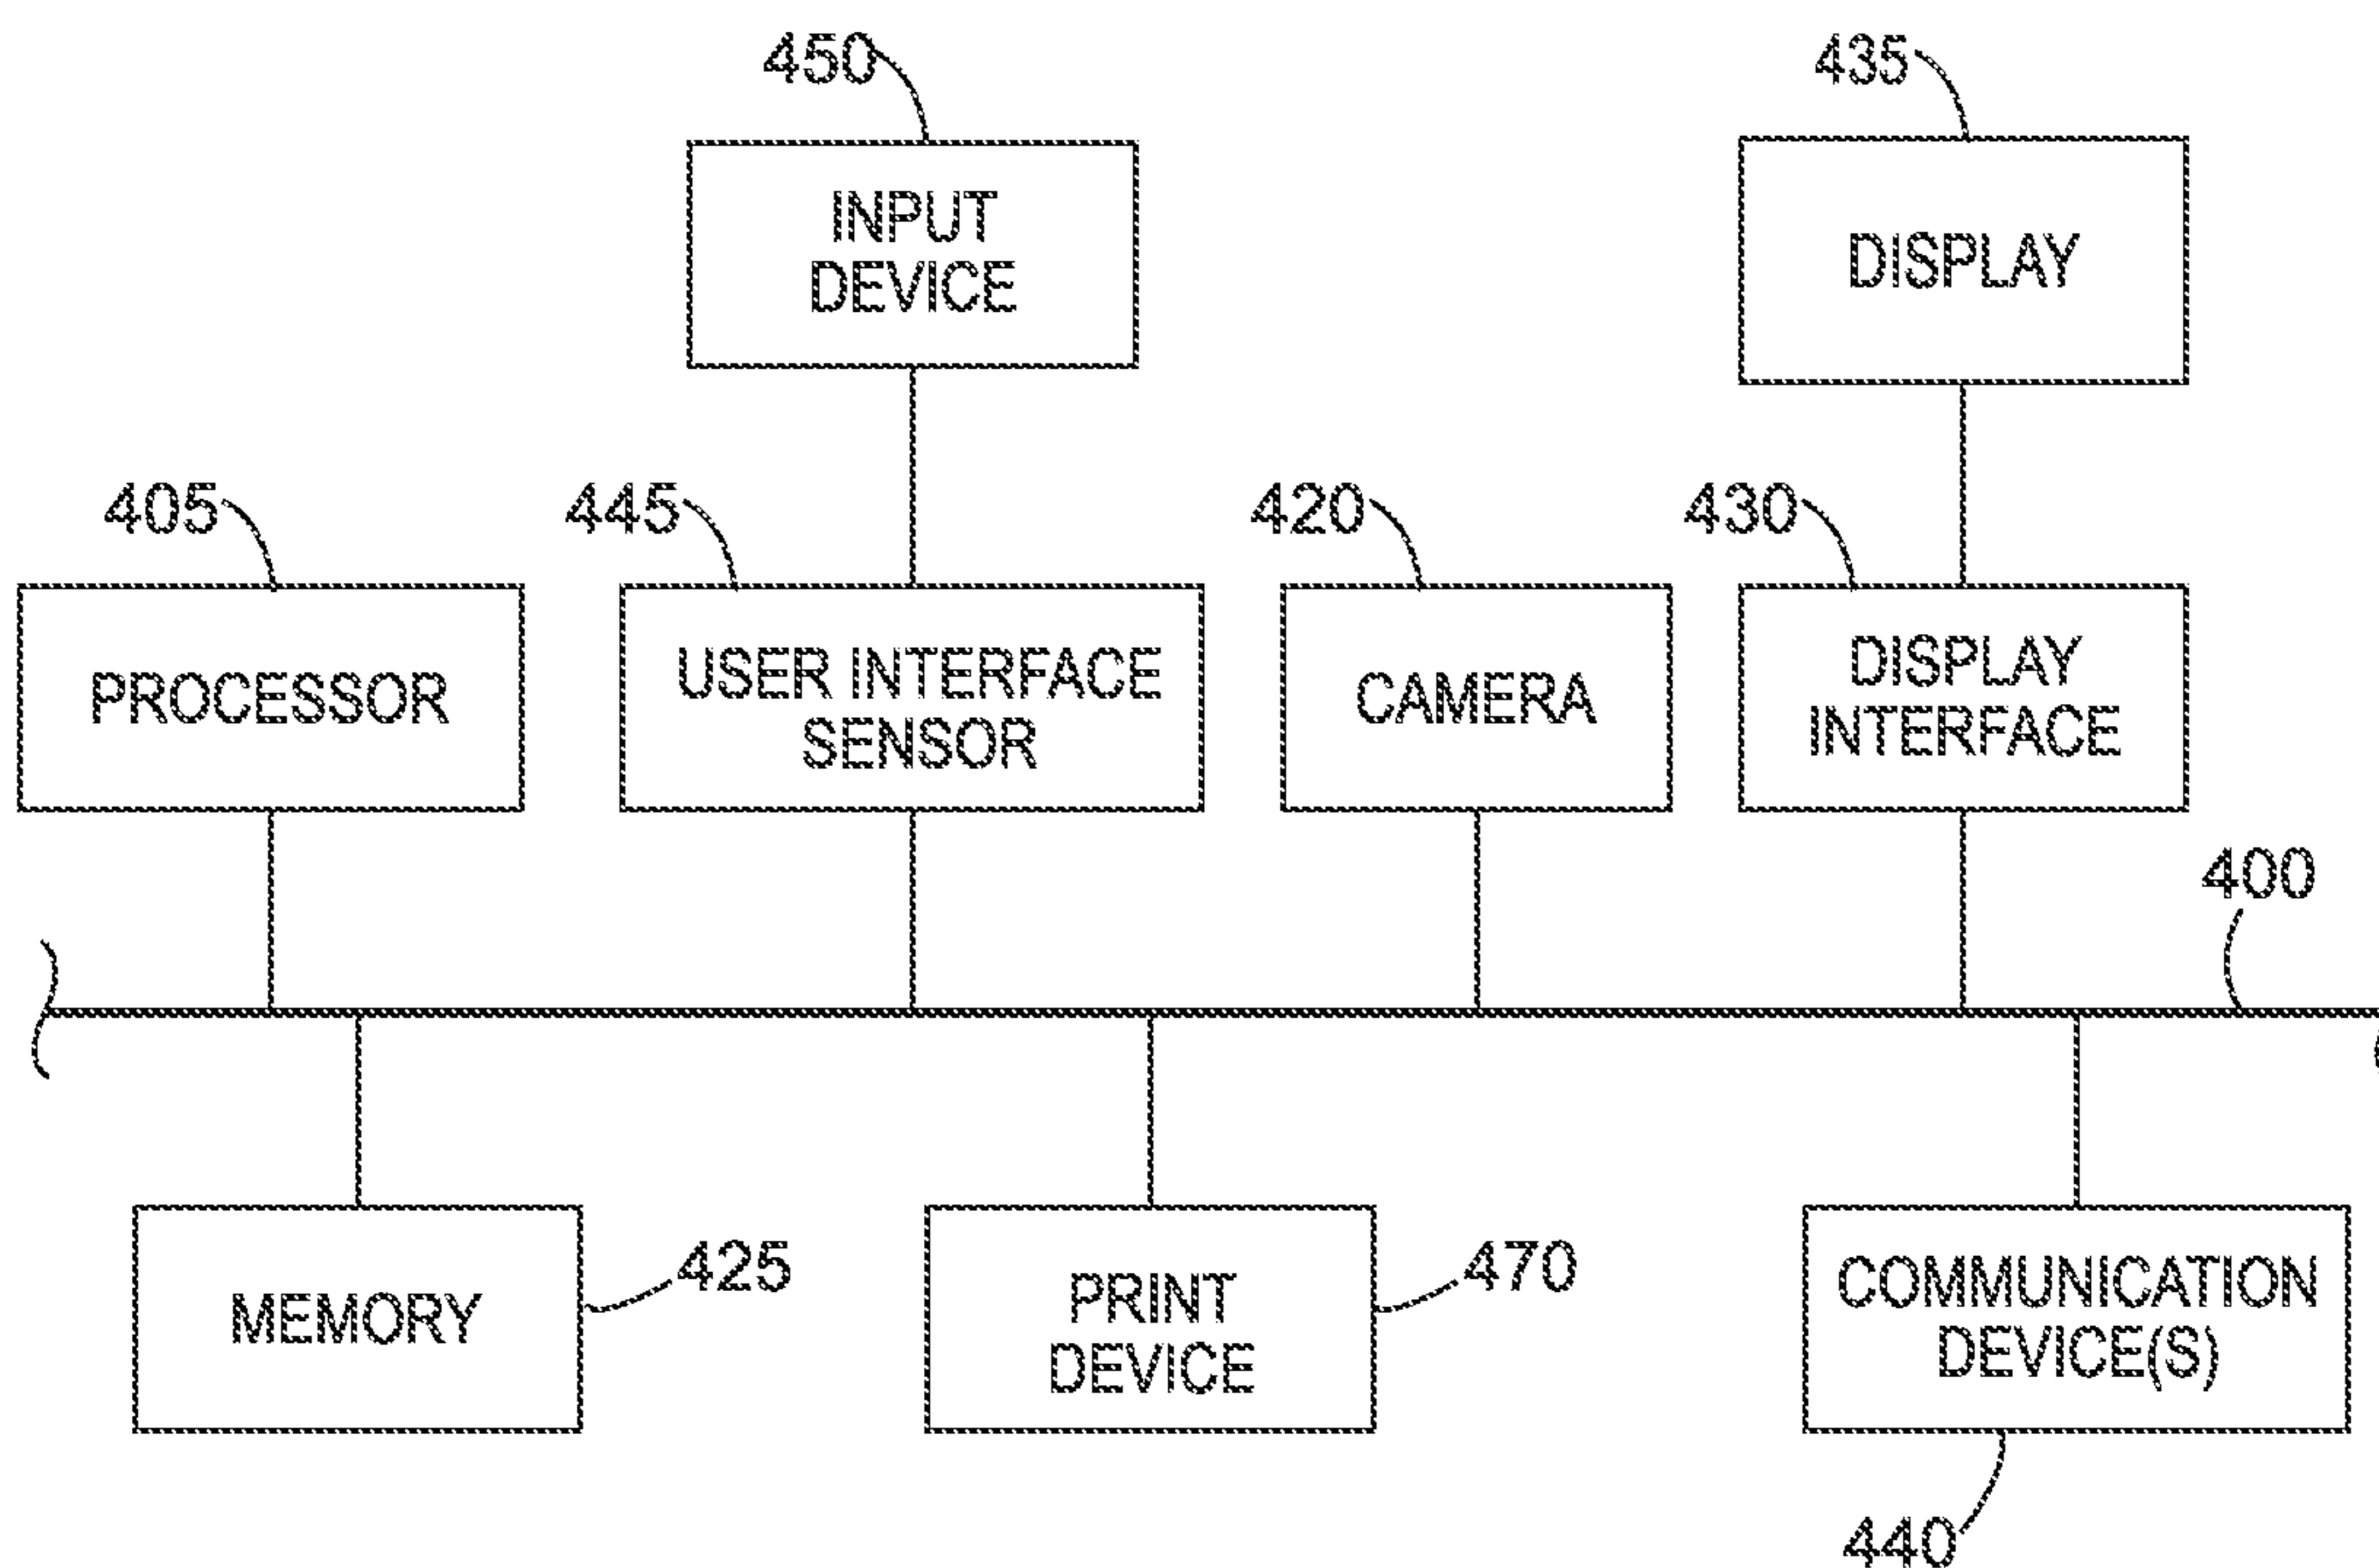 450
435
INPUT
DEVICE
DISPLAY
405
445
420
430
PROCESSOR
USER INTERFACE
SENSOR
CAMERA
DISPLAY
INTERFACE
400
MEMORY
425
PRINT
DEVICE
470
COMMUNICATION
DEVICE(S)
440